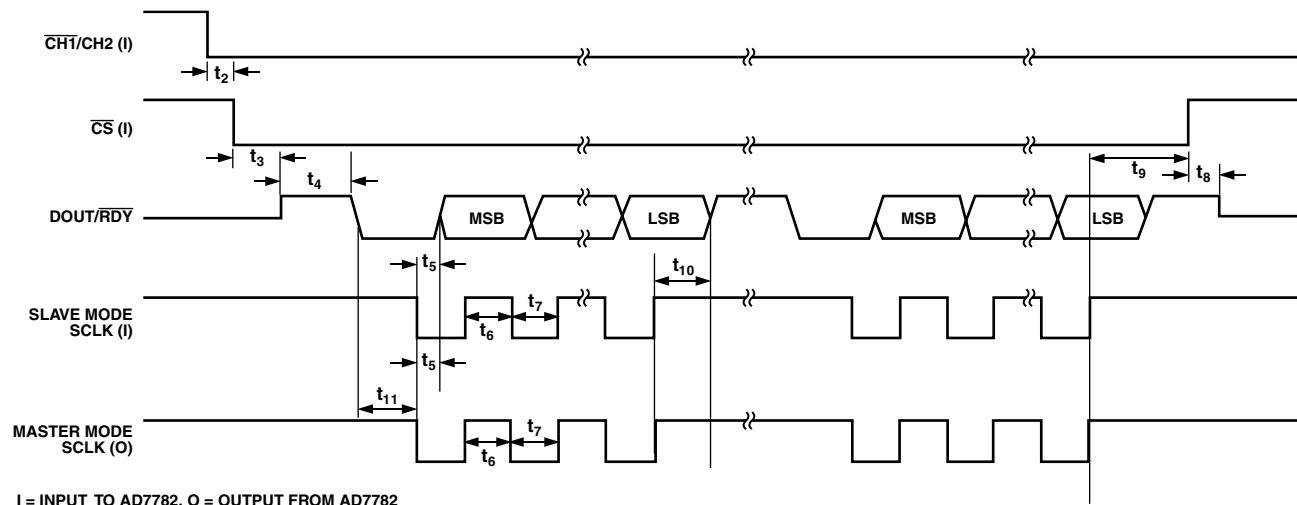 CH1/CH2 (I)
t2
CS (I)
t3
t4
t9
t8
DOUT/RDY
MSB
LSB
MSB
LSB
t5
t10
SLAVE MODE
SCLK (I)
t6
t7
t5
t11
MASTER MODE
SCLK (O)
t6
t7
I = INPUT TO AD7782, O = OUTPUT FROM AD7782